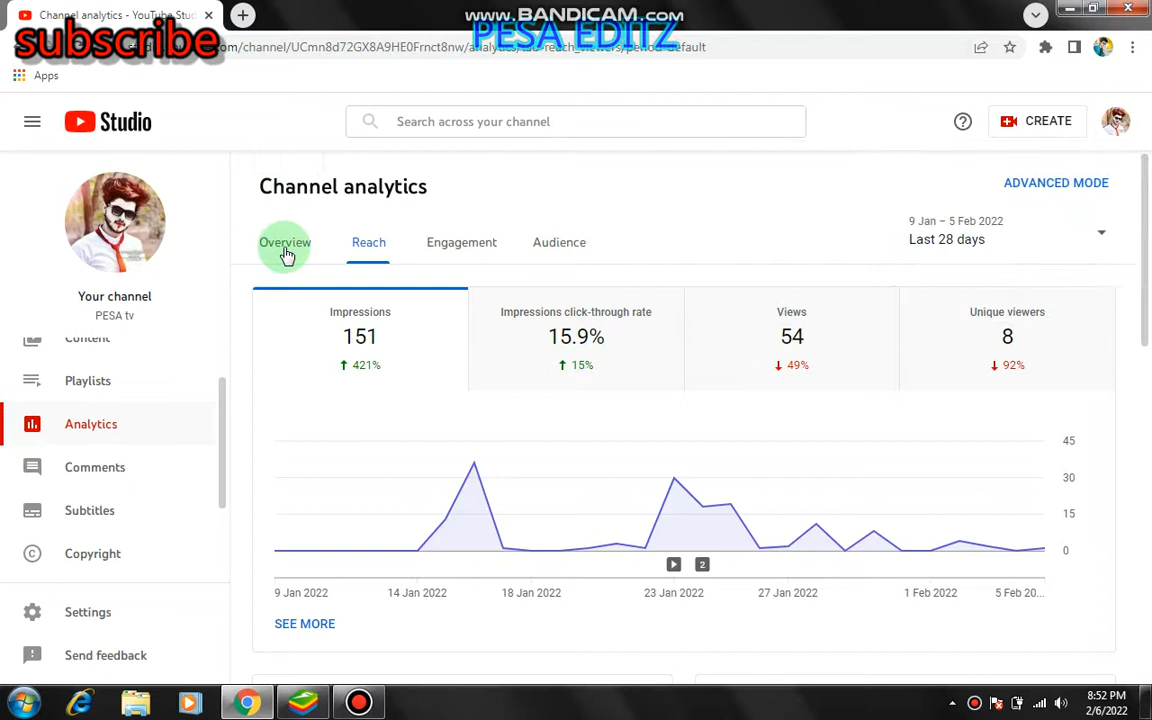 Channel analytics - YouTube Stud
www.BANDICAM.com
subscribe
PESA EDITZ
.com/channel/UCmn8d72GX8A9HE0Frnct8nw/analytics
default
Apps
Studio
Search across your channel
CREATE
Channel analytics
ADVANCED MODE
Overview
Reach
Engagement
Audience
9 Jan – 5 Feb 2022
Last 28 days
Your channel
PESA tv
Content
Playlists
Analytics
Comments
Subtitles
Copyright
Settings
Send feedback
Impressions
151
421%
Impressions click-through rate
15.9%
15%
Views
54
49%
Unique viewers
8
92%
45
30
15
0
2
9 Jan 2022
14 Jan 2022
18 Jan 2022
23 Jan 2022
27 Jan 2022
1 Feb 2022
5 Feb 20...
SEE MORE
8:52 PM
2/6/2022